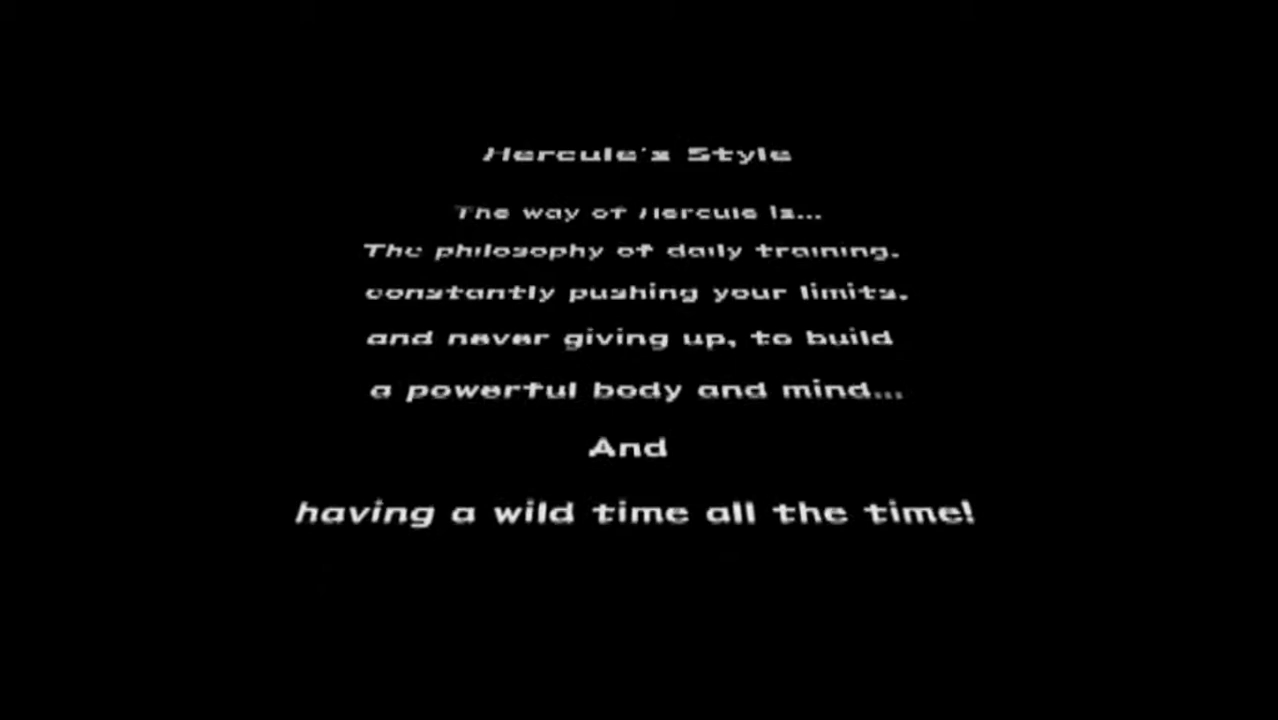 Hercule's Style
The way of Hercule is...
The philosophy of daily training,
constantly pushing your limits,
and never giving up, to build
a powerful body and mind...
And
having a wild time all the time!